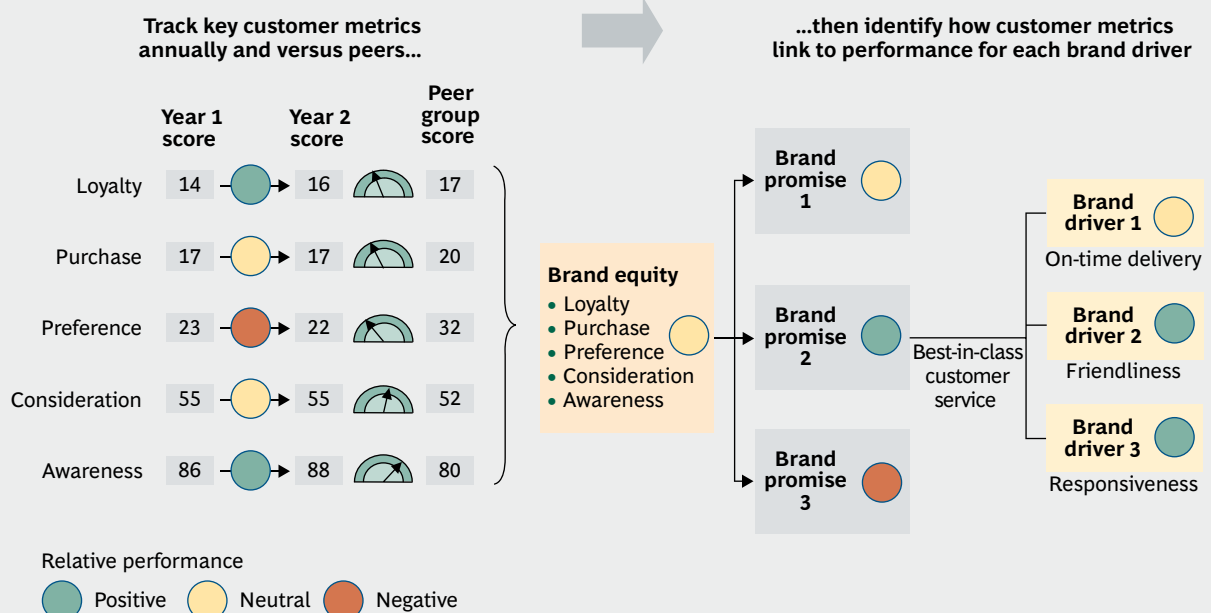 Track key customer metrics
annually and versus peers...
...then identify how customer metrics
link to performance for each brand driver
Year 1
score
Year 2
score
Peer
group
score
Loyalty 14 16 17
Purchase 17 17 20
Preference 23 22 32
Consideration 55 55 52
Awareness 86 88 80
Brand equity
• Loyalty
• Purchase
• Preference
• Consideration
• Awareness
Brand
promise
1
Brand
promise
2
Brand
promise
3
Best-in-class
customer
service
Brand
driver 1
On-time delivery
Brand
driver 2
Friendliness
Brand
driver 3
Responsiveness
Relative performance
Positive Neutral Negative